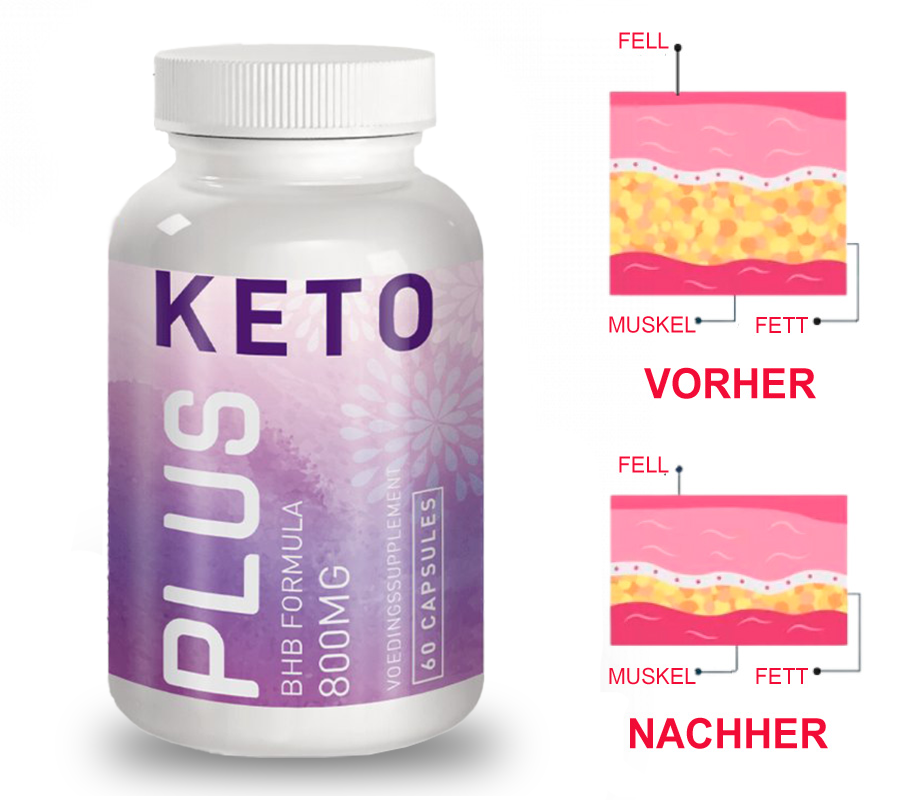 KETO
PLUS
BHB FORMULA
800MG
VOEDINGSSUPPLEMENT
60 CAPSULES
FELL
MUSKEL
FETT
VORHER
FELL
MUSKEL
FETT
NACHHER